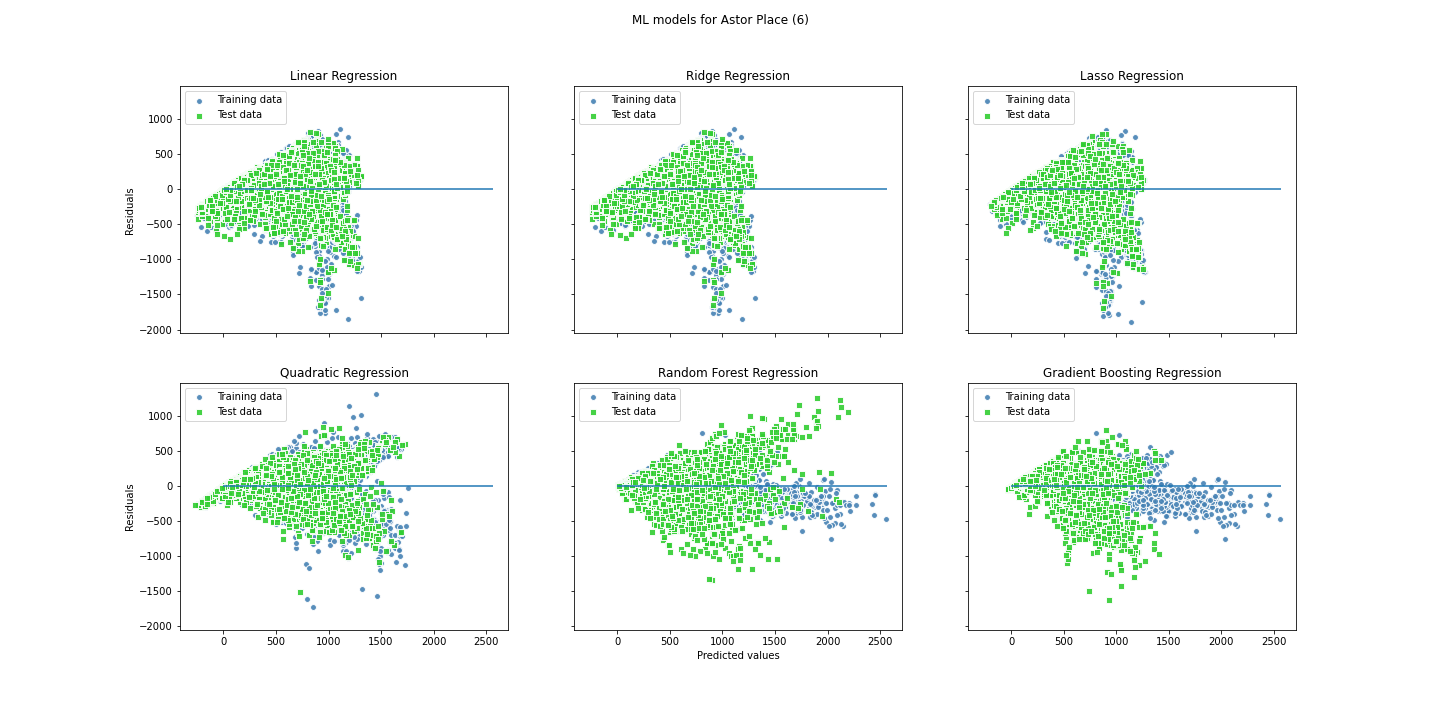 ML models for Astor Place (6)
Linear Regression
Ridge Regression
Lasso Regression
Training data
Test data
Training data
Test data
Training data
Test data
1000
500
0
−500
−1000
−1500
−2000
Residuals
Quadratic Regression
Random Forest Regression
Gradient Boosting Regression
Training data
Test data
Training data
Test data
Training data
Test data
1000
500
0
−500
−1000
−1500
−2000
Residuals
0 500 1000 1500 2000 2500
0 500 1000 1500 2000 2500
0 500 1000 1500 2000 2500
Predicted values